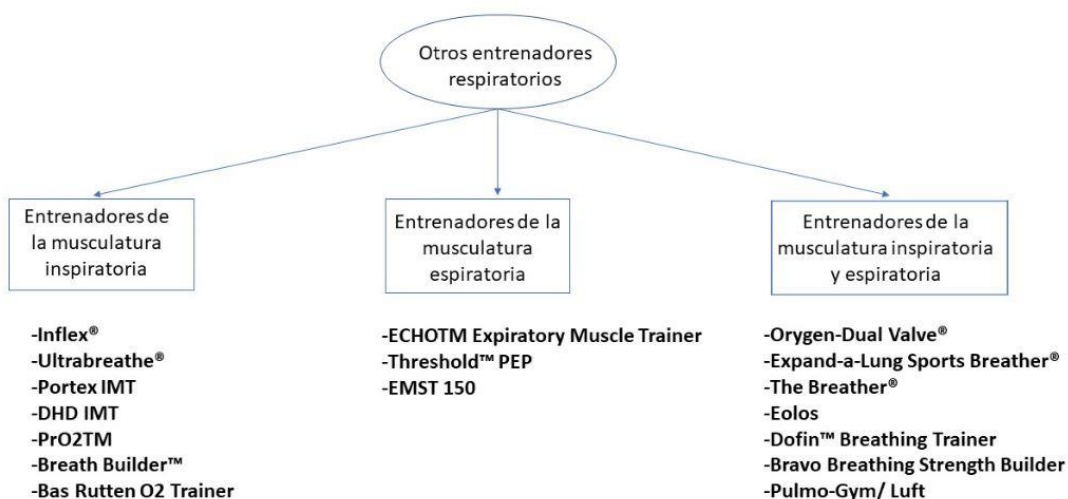 Otros entrenadores
respiratorios
Entrenadores de
la musculatura
inspiratoria
Entrenadores de la
musculatura
espiratoria
Entrenadores de la
musculatura inspiratoria
y espiratoria
-Inflex®
-Ultrabreathe®
-Portex IMT
-DHD IMT
-PrO2TM
-Breath Builder™
-Bas Rutten O2 Trainer
-ECHOTM Expiratory Muscle Trainer
-Threshold™ PEP
-EMST 150
-Orygen-Dual Valve®
-Expand-a-Lung Sports Breather®
-The Breather®
-Eolos
-Dofin™ Breathing Trainer
-Bravo Breathing Strength Builder
-Pulmo-Gym/ Luft